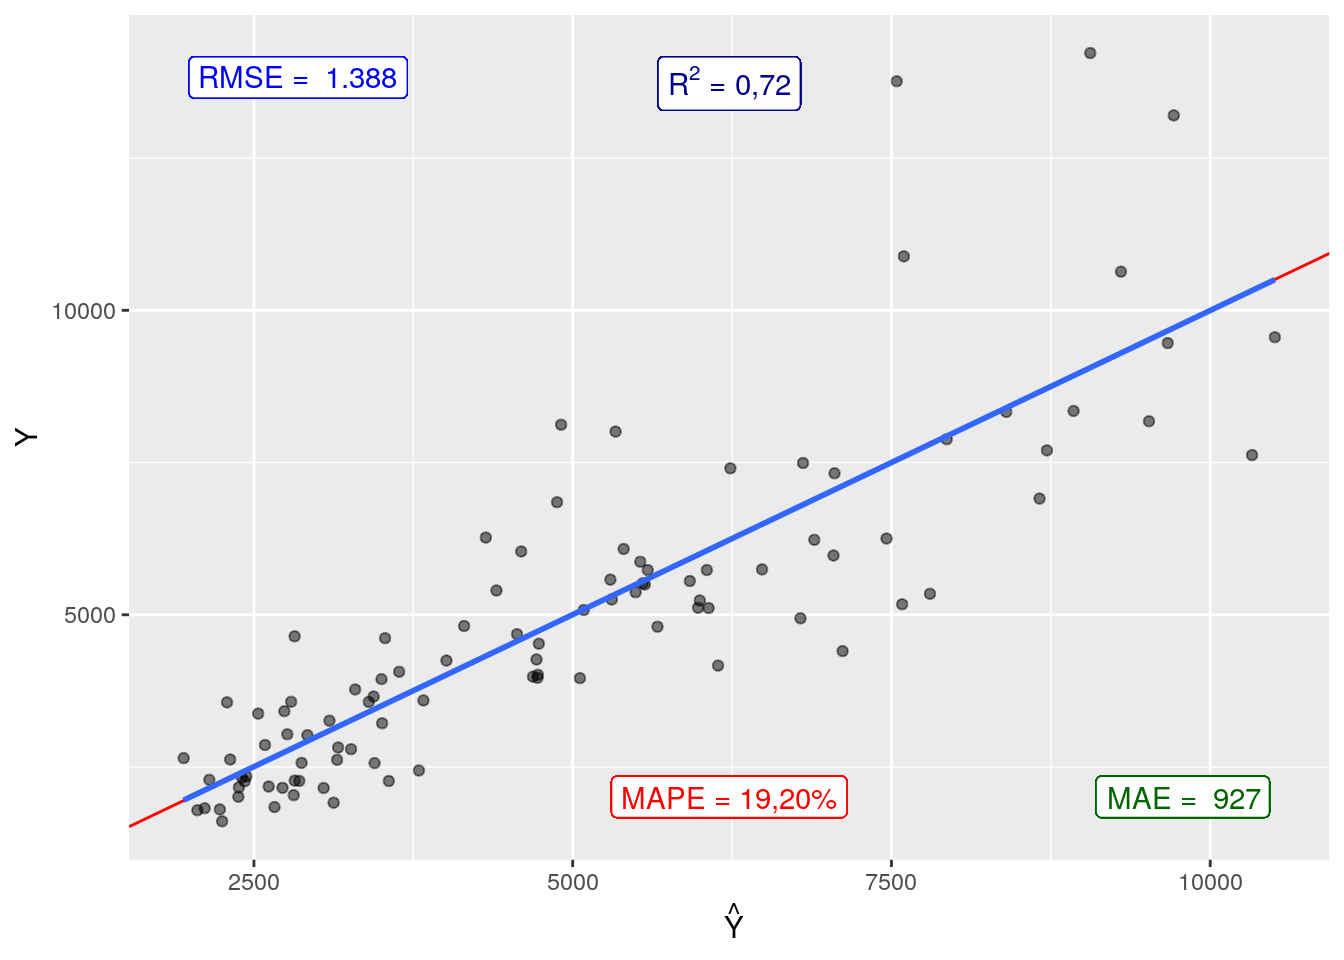 RMSE =  1.388
R² = 0,72
10000
Y
5000
MAPE = 19,20%
MAE =  927
2500 5000 7500 10000
Ŷ